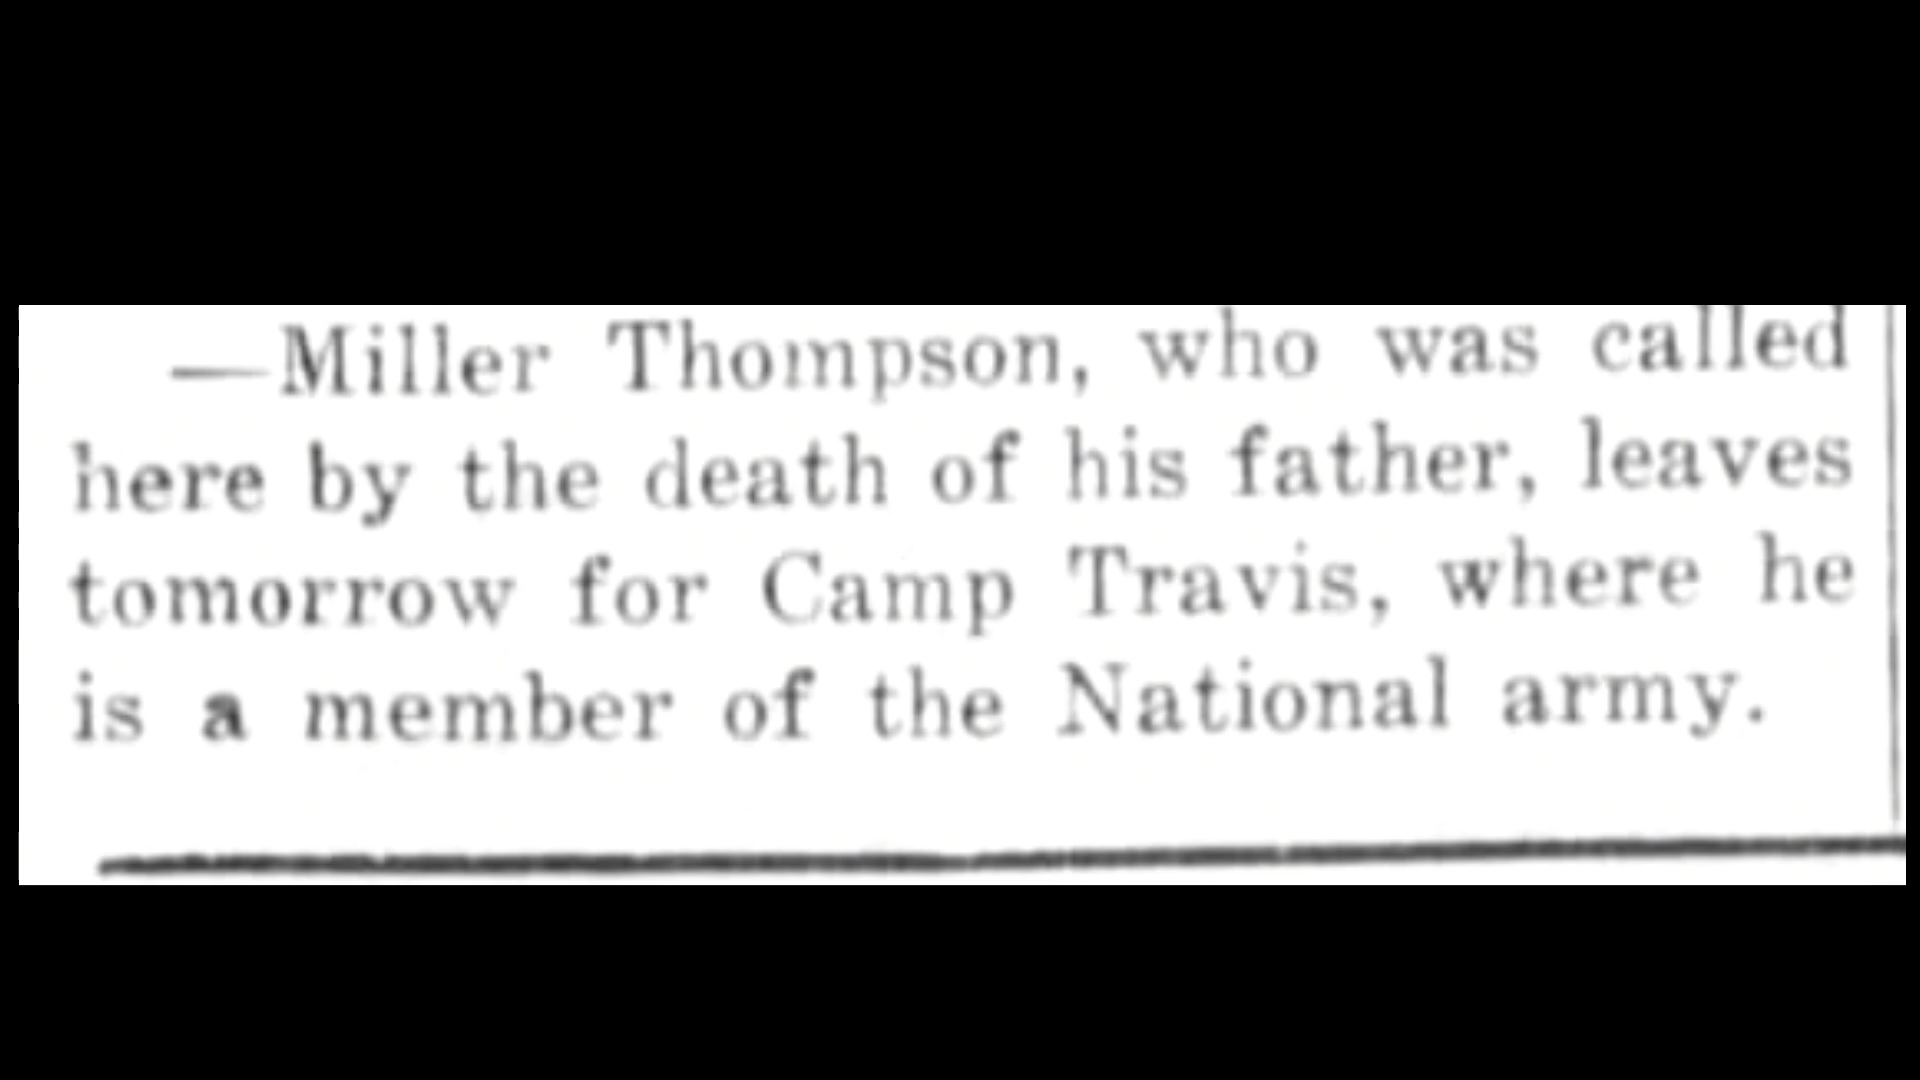 —Miller Thompson, who was called
here by the death of his father, leaves
tomorrow for Camp Travis, where he
is a member of the National army.